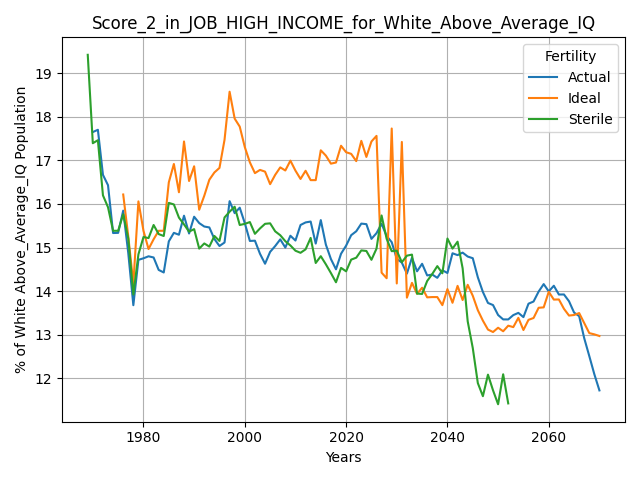 Score_2_in_JOB_HIGH_INCOME_for_White_Above_Average_IQ
% of White Above_Average_IQ Population
19
18
17
16
15
14
13
12
Fertility
Actual
Ideal
Sterile
1980
2000
2020
2040
2060
Years